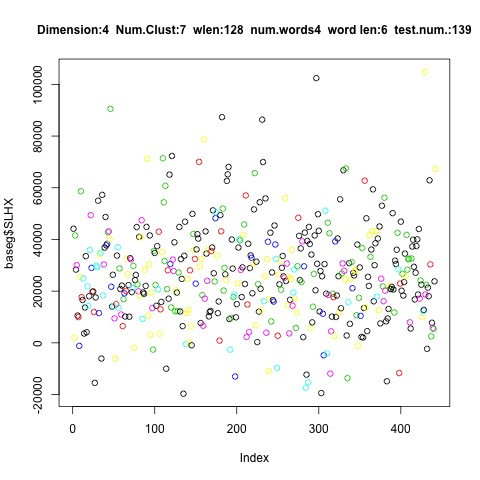 Dimension:4 Num.Clust:7 wlen:128 num.words4 word len:6 test.num.:139
baseg$SLHX
100000
80000
60000
40000
20000
0
-20000
0 100 200 300 400
Index